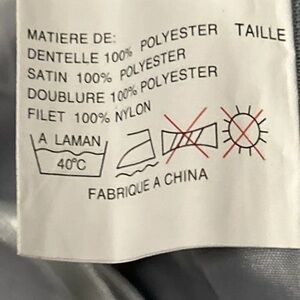 MATIERE DE: TAILLE
DENTELLE 100% POLYESTER
SATIN 100% POLYESTER
DOUBLURE 100% POLYESTER
FILET 100% NYLON
A LAMAN
40°C
FABRIQUE A CHINA